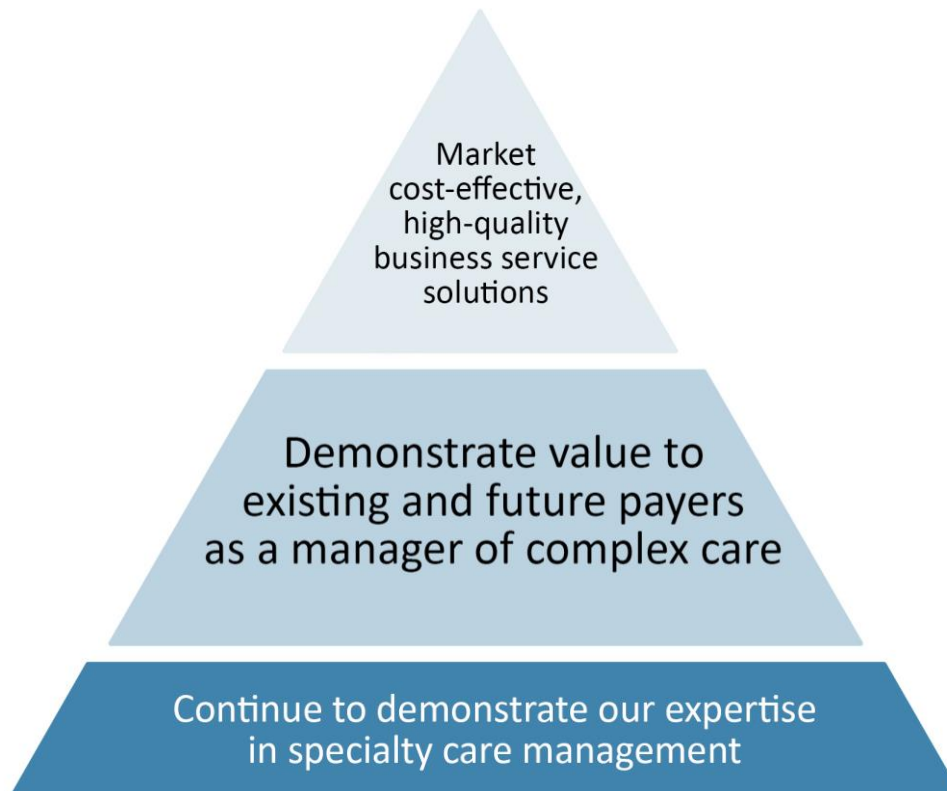 Market
cost-effective,
high-quality
business service
solutions
Demonstrate value to
existing and future payers
as a manager of complex care
Continue to demonstrate our expertise
in specialty care management